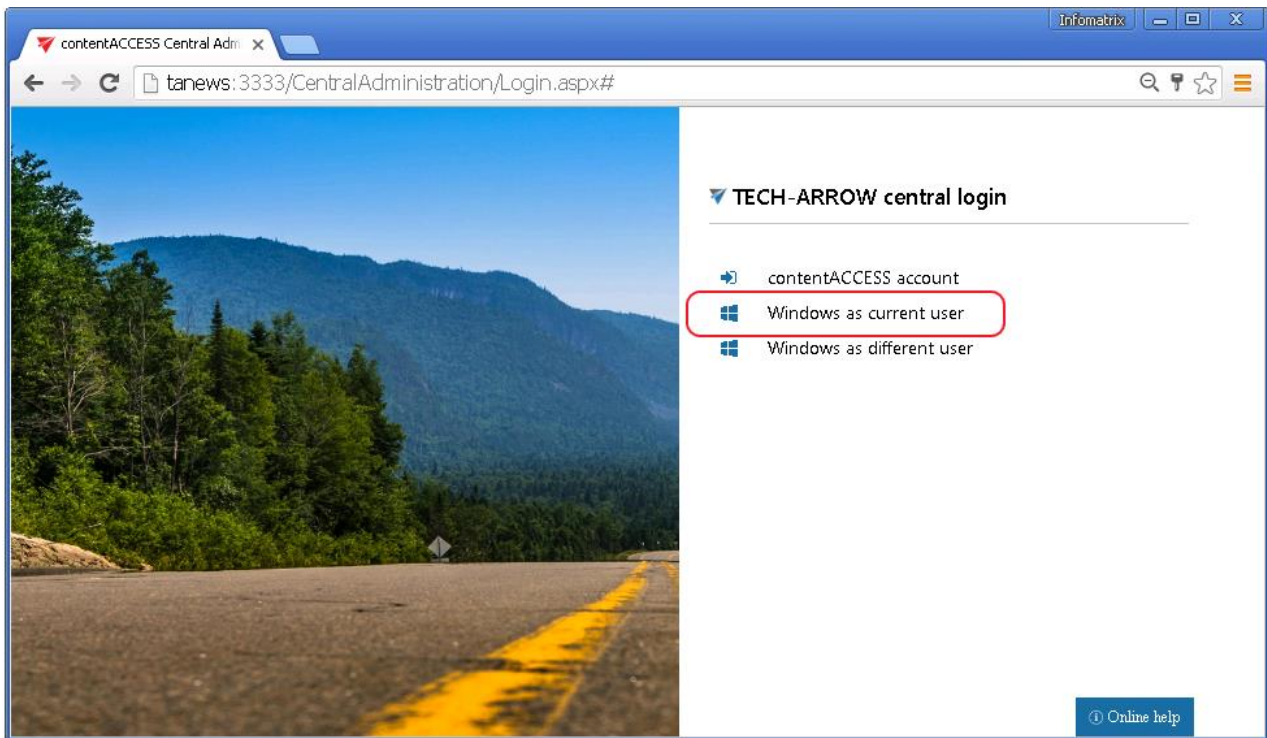 Infomatrix
contentACCESS Central Adm
tanews:3333/CentralAdministration/Login.aspx#
TECH-ARROW central login
contentACCESS account
Windows as current user
Windows as different user
Online help